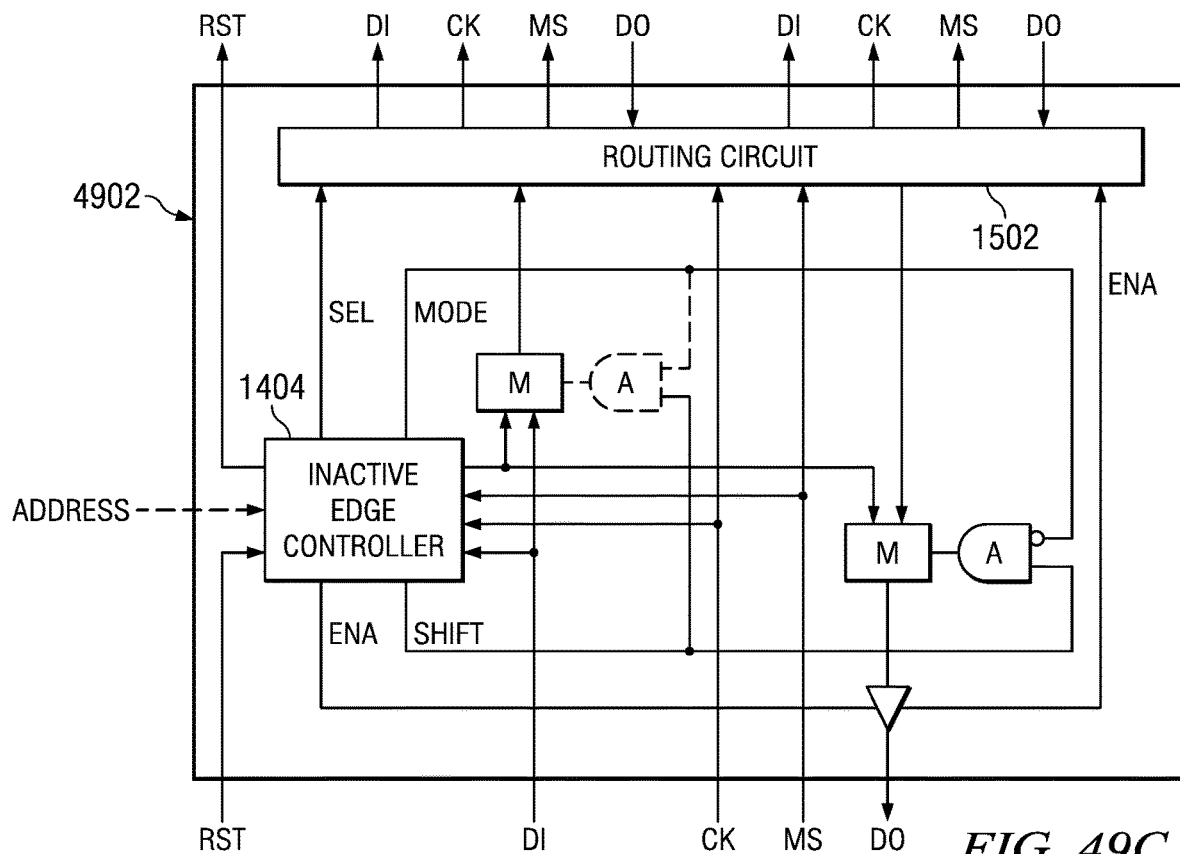 RST DI CK MS DO DI CK MS DO
ROUTING CIRCUIT
4902
1502
SEL MODE ENA
M A
1404
INACTIVE
EDGE
CONTROLLER
ADDRESS
M A
ENA SHIFT
RST DI CK MS DO
FIG. 49C